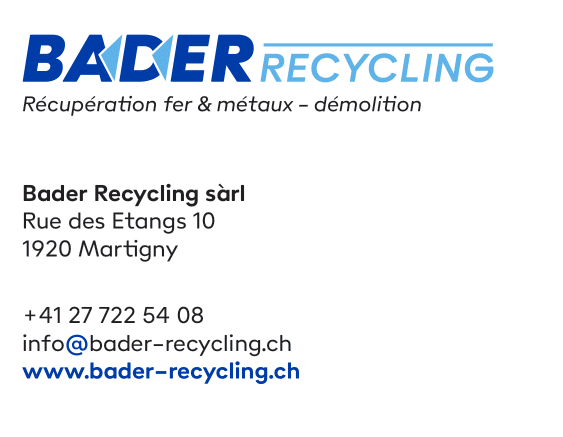 BADER RECYCLING
Récupération fer & métaux – démolition
Bader Recycling sàrl
Rue des Etangs 10
1920 Martigny
+41 27 722 54 08
info@bader-recycling.ch
www.bader-recycling.ch